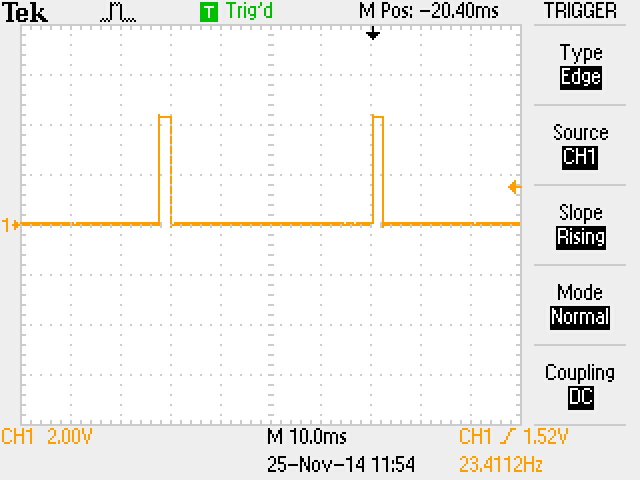 Tek T Trig'd M Pos: -20.40ms TRIGGER
Type
Edge
Source
CH1
Slope
Rising
Mode
Normal
Coupling
DC
1
CH1 2.00V M 10.0ms CH1 1.52V
25-Nov-14 11:54 23.4112Hz